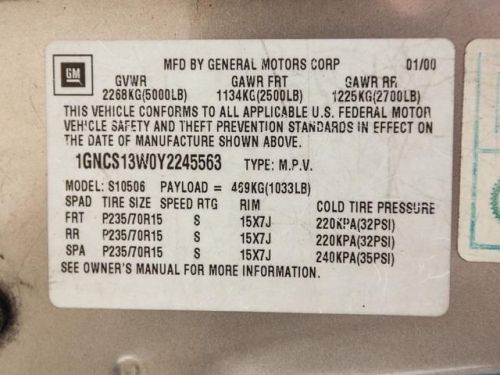 GM
MFD BY GENERAL MOTORS CORP 01/00
GVWR GAWR FRT GAWR RR
2268KG(5000LB) 1134KG(2500LB) 1225KG(2700LB)
THIS VEHICLE CONFORMS TO ALL APPLICABLE U.S. FEDERAL MOTOR
VEHICLE SAFETY AND THEFT PREVENTION STANDARDS IN EFFECT ON
THE DATE OF MANUFACTURE SHOWN ABOVE.
1GNCS13W0Y2245563 TYPE: M.P.V.
MODEL: S10506 PAYLOAD = 469KG(1033LB)
SPAD TIRE SIZE SPEED RTG RIM COLD TIRE PRESSURE
FRT P235/70R15 S 15X7J 220KPA(32PSI)
RR P235/70R15 S 15X7J 220KPA(32PSI)
SPA P235/70R15 S 15X7J 240KPA(35PSI)
SEE OWNER'S MANUAL FOR MORE INFORMATION.